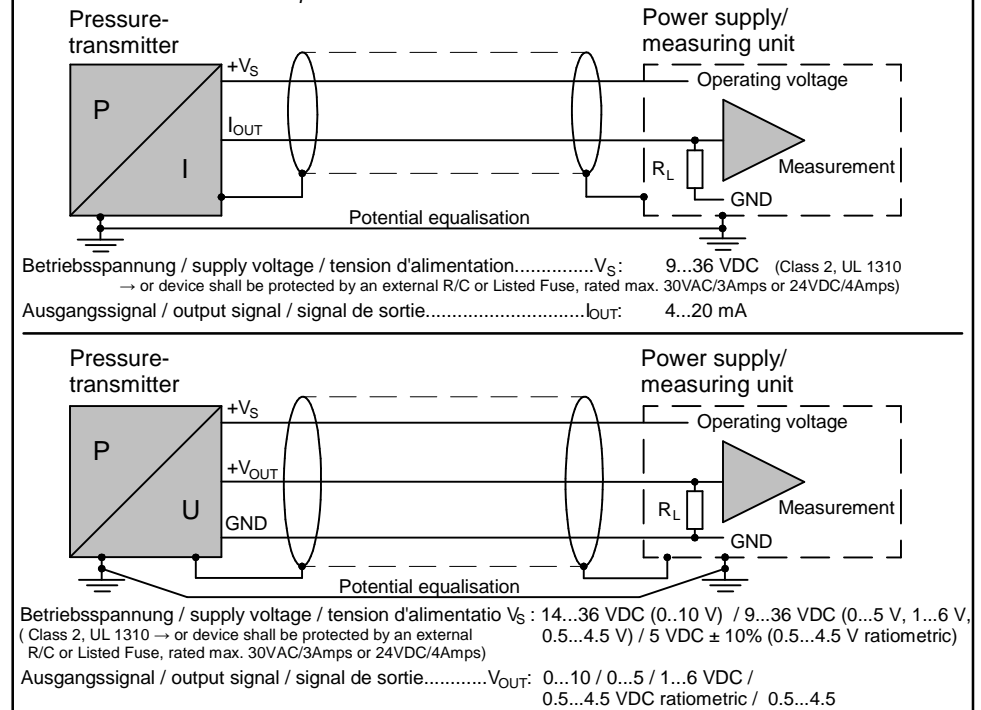 Pressure-
transmitter
Power supply/
measuring unit
+VS
Operating voltage
P
IOUT
I
RL
Measurement
GND
Potential equalisation
Betriebsspannung / supply voltage / tension d'alimentation...............VS: 9...36 VDC (Class 2, UL 1310
→ or device shall be protected by an external R/C or Listed Fuse, rated max. 30VAC/3Amps or 24VDC/4Amps)
Ausgangssignal / output signal / signal de sortie..............................IOUT: 4...20 mA
Pressure-
transmitter
Power supply/
measuring unit
+VS
Operating voltage
P
+VOUT
U
RL
Measurement
GND
GND
Potential equalisation
Betriebsspannung / supply voltage / tension d'alimentatio VS : 14...36 VDC (0...10 V) / 9...36 VDC (0...5 V, 1...6 V,
( Class 2, UL 1310 → or device shall be protected by an external 0.5...4.5 V) / 5 VDC ± 10% (0.5...4.5 V ratiometric)
R/C or Listed Fuse, rated max. 30VAC/3Amps or 24VDC/4Amps)
Ausgangssignal / output signal / signal de sortie............VOUT: 0...10 / 0...5 / 1...6 VDC /
0.5...4.5 VDC ratiometric / 0.5...4.5